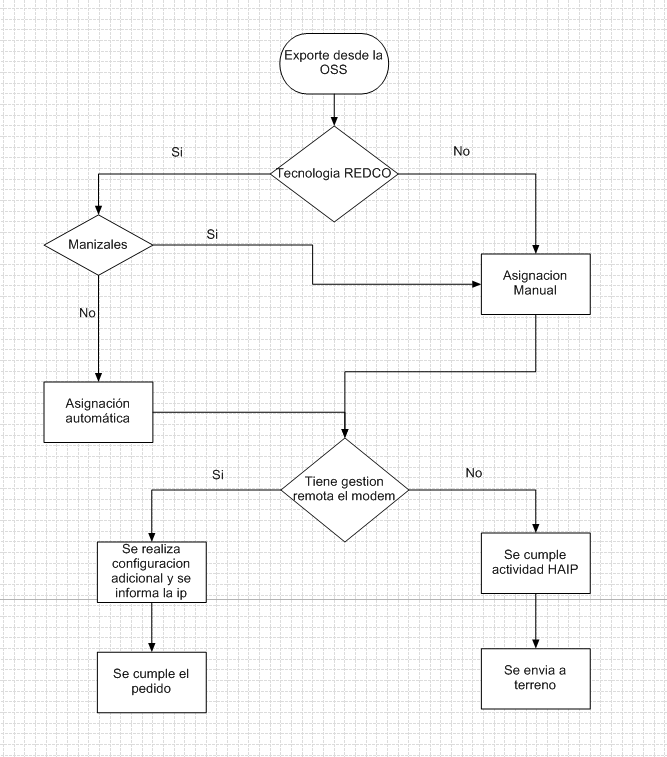 Exporte desde la
OSS
Si
No
Tecnologia REDCO
Manizales
Si
Asignacion
Manual
No
Asignación
automática
Si
No
Tiene gestion
remota el modem
Se realiza
configuracion
adicional y se
informa la ip
Se cumple
actividad HAIP
Se cumple el
pedido
Se envia a
terreno